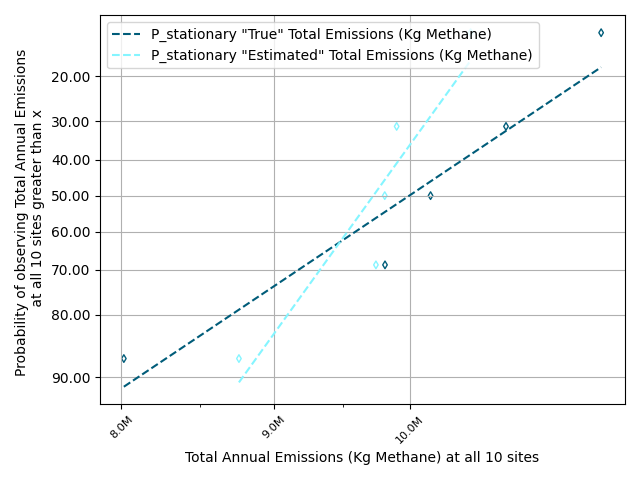 P_stationary "True" Total Emissions (Kg Methane)
P_stationary "Estimated" Total Emissions (Kg Methane)
Probability of observing Total Annual Emissions
at all 10 sites greater than x
20.00
30.00
40.00
50.00
60.00
70.00
80.00
90.00
8.0M
9.0M
10.0M
Total Annual Emissions (Kg Methane) at all 10 sites